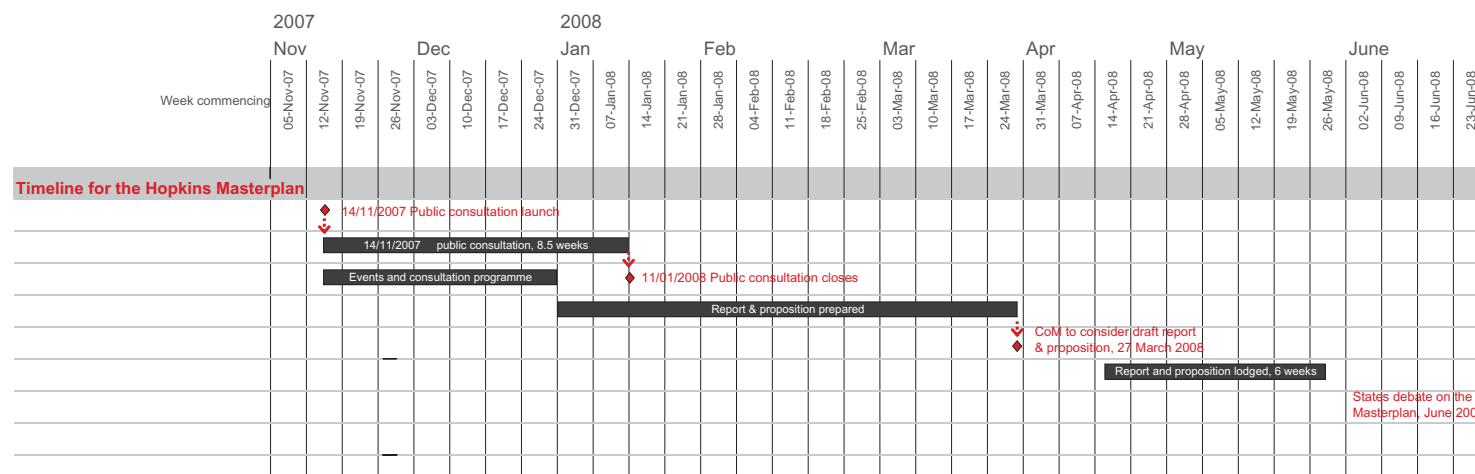 2007 2008
Nov Dec Jan Feb Mar Apr May June
Week commencing
05-Nov-07
12-Nov-07
19-Nov-07
26-Nov-07
03-Dec-07
10-Dec-07
17-Dec-07
24-Dec-07
31-Dec-07
07-Jan-08
14-Jan-08
21-Jan-08
28-Jan-08
04-Feb-08
11-Feb-08
18-Feb-08
25-Feb-08
03-Mar-08
10-Mar-08
17-Mar-08
24-Mar-08
31-Mar-08
07-Apr-08
14-Apr-08
21-Apr-08
28-Apr-08
05-May-08
12-May-08
19-May-08
26-May-08
02-Jun-08
09-Jun-08
16-Jun-08
23-Jun-08
Timeline for the Hopkins Masterplan
14/11/2007 Public consultation launch
14/11/2007 public consultation, 8.5 weeks
Events and consultation programme
11/01/2008 Public consultation closes
Report & proposition prepared
CoM to consider draft report
& proposition, 27 March 2008
Report and proposition lodged, 6 weeks
States debate on the
Masterplan, June 200